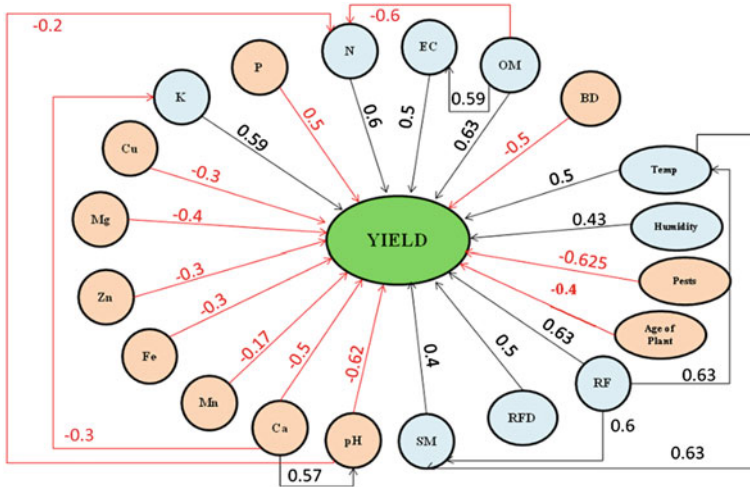 -0.2
-0.6
N
EC
OM
P
K
BD
0.59
0.5
0.6
0.5
0.63
-0.5
0.59
Cu
-0.3
Temp
0.5
Mg
-0.4
Humidity
0.43
YIELD
Zn
-0.3
-0.625
Pests
Fe
-0.3
-0.4
Age of
Plant
Mn
-0.17
-0.5
-0.62
0.4
0.5
0.63
RF
0.63
Ca
pH
SM
RFD
0.6
-0.3
0.57
0.63